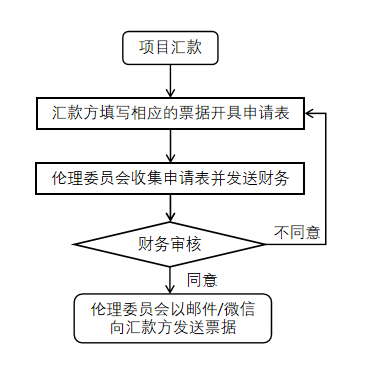 项目汇款
汇款方填写相应的票据开具申请表
伦理委员会收集申请表并发送财务
财务审核
不同意
同意
伦理委员会以邮件/微信
向汇款方发送票据